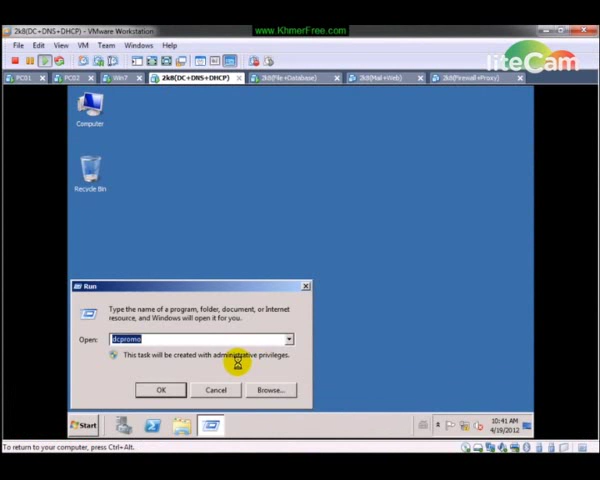 www.KhmerFree.com
2k8(DC+DNS+DHCP) - VMware Workstation
File Edit View VM Team Windows Help
liteCam
PC01 PC02 Win7 2k8(DC+DNS+DHCP) 2k8(File+Database) 2k8(Mail+Web) 2k8(Firewall+Proxy)
Computer
Recycle Bin
Run
Type the name of a program, folder, document, or Internet
resource, and Windows will open it for you.
Open: dcpromo
This task will be created with administrative privileges.
OK Cancel Browse...
Start
10:41 AM
4/19/2012
To return to your computer, press Ctrl+Alt.